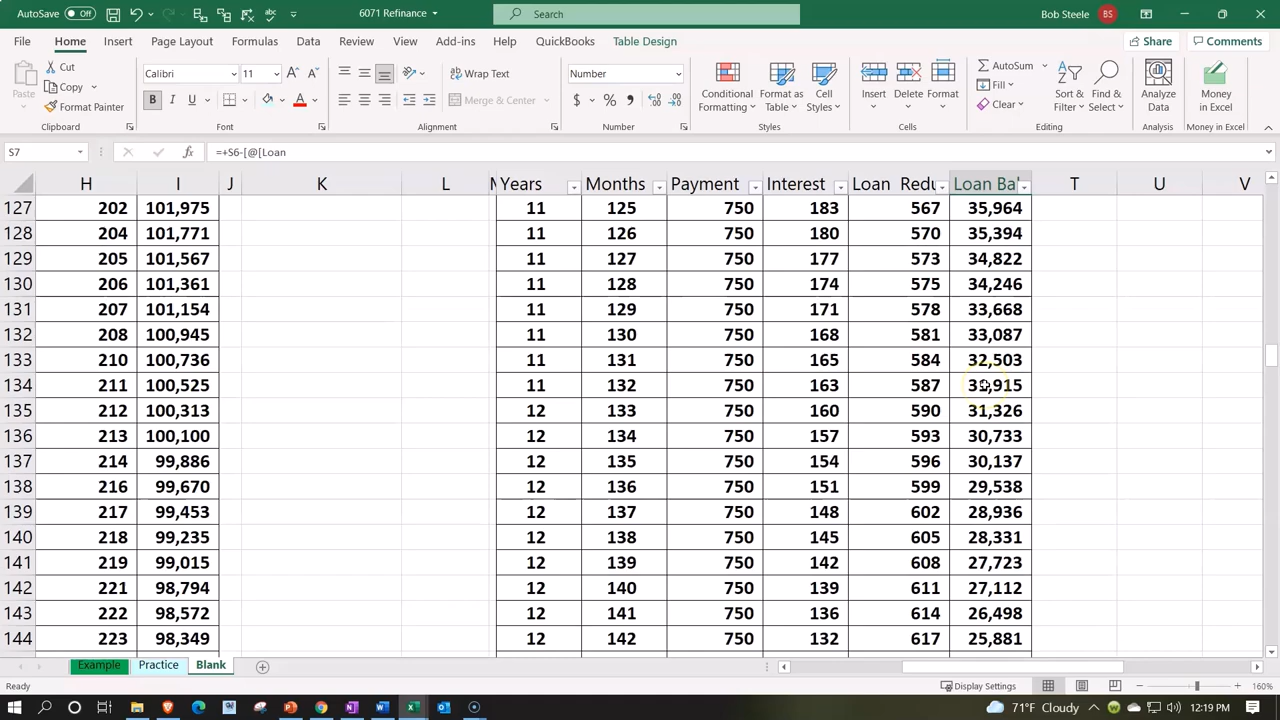 AutoSave Off 6071 Refinance Search Bob Steele BS
File Home Insert Page Layout Formulas Data Review View Add-ins Help QuickBooks Table Design Share Comments
Paste Cut Copy Format Painter
Calibri 11 B I U A
Wrap Text Merge & Center
Number $ % ,
Conditional Formatting Format as Table Cell Styles
Insert Delete Format
AutoSum Fill Clear Sort & Filter Find & Select
Analyze Data Money in Excel
Clipboard Font Alignment Number Styles Cells Editing Analysis Money in Excel
S7 fx =+S6-[@[Loan
H I J K L Years Months Payment Interest Loan Redu Loan Bal T U V
127 202 101,975 11 125 750 183 567 35,964
128 204 101,771 11 126 750 180 570 35,394
129 205 101,567 11 127 750 177 573 34,822
130 206 101,361 11 128 750 174 575 34,246
131 207 101,154 11 129 750 171 578 33,668
132 208 100,945 11 130 750 168 581 33,087
133 210 100,736 11 131 750 165 584 32,503
134 211 100,525 11 132 750 163 587 31,915
135 212 100,313 12 133 750 160 590 31,326
136 213 100,100 12 134 750 157 593 30,733
137 214 99,886 12 135 750 154 596 30,137
138 216 99,670 12 136 750 151 599 29,538
139 217 99,453 12 137 750 148 602 28,936
140 218 99,235 12 138 750 145 605 28,331
141 219 99,015 12 139 750 142 608 27,723
142 221 98,794 12 140 750 139 611 27,112
143 222 98,572 12 141 750 136 614 26,498
144 223 98,349 12 142 750 132 617 25,881
Example Practice Blank
Ready Display Settings 160%
71°F Cloudy 12:19 PM